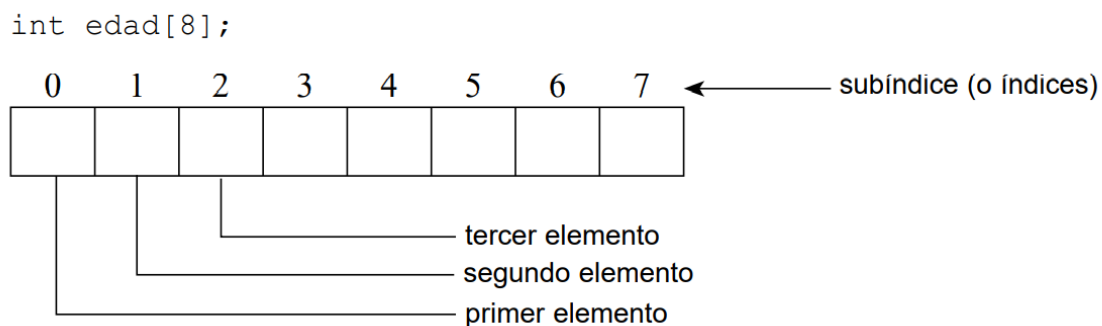 int edad[8];
0 1 2 3 4 5 6 7 subíndice (o índices)
tercer elemento
segundo elemento
primer elemento